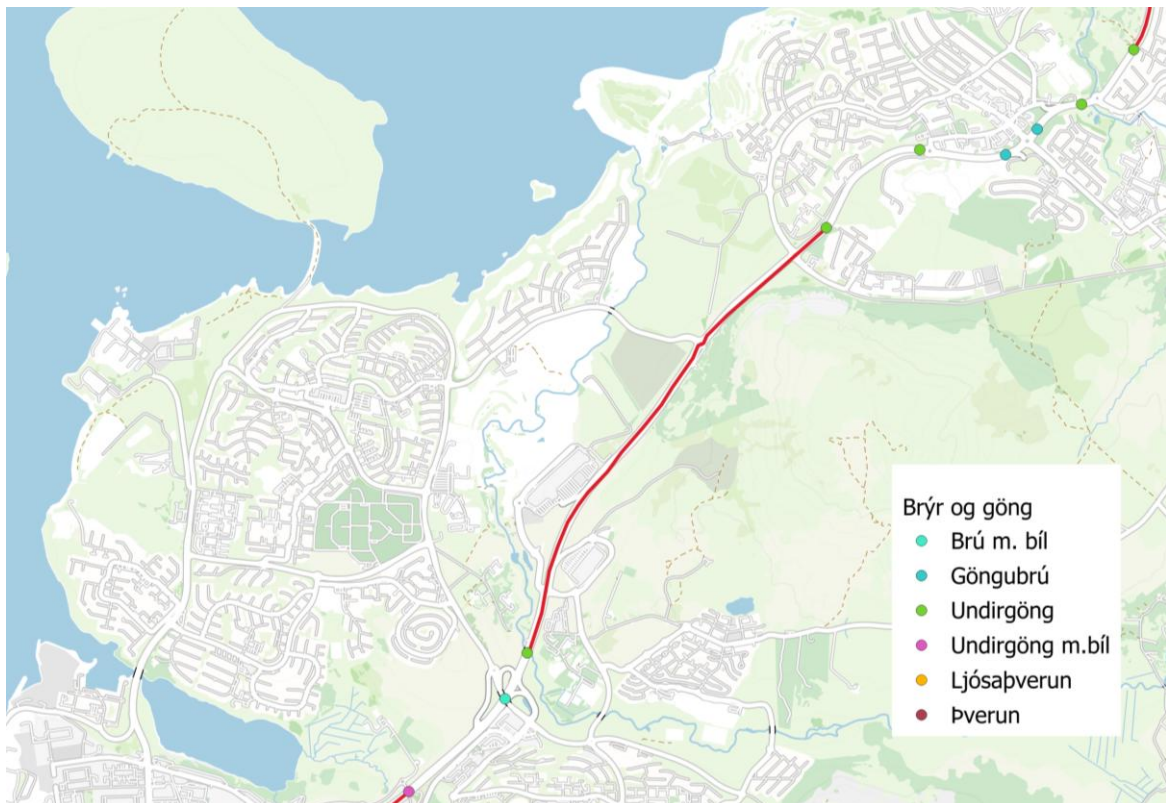 Brýr og göng
Brú m. bíl
Göngubrú
Undirgöng
Undirgöng m.bíl
Ljósaþverun
Þverun